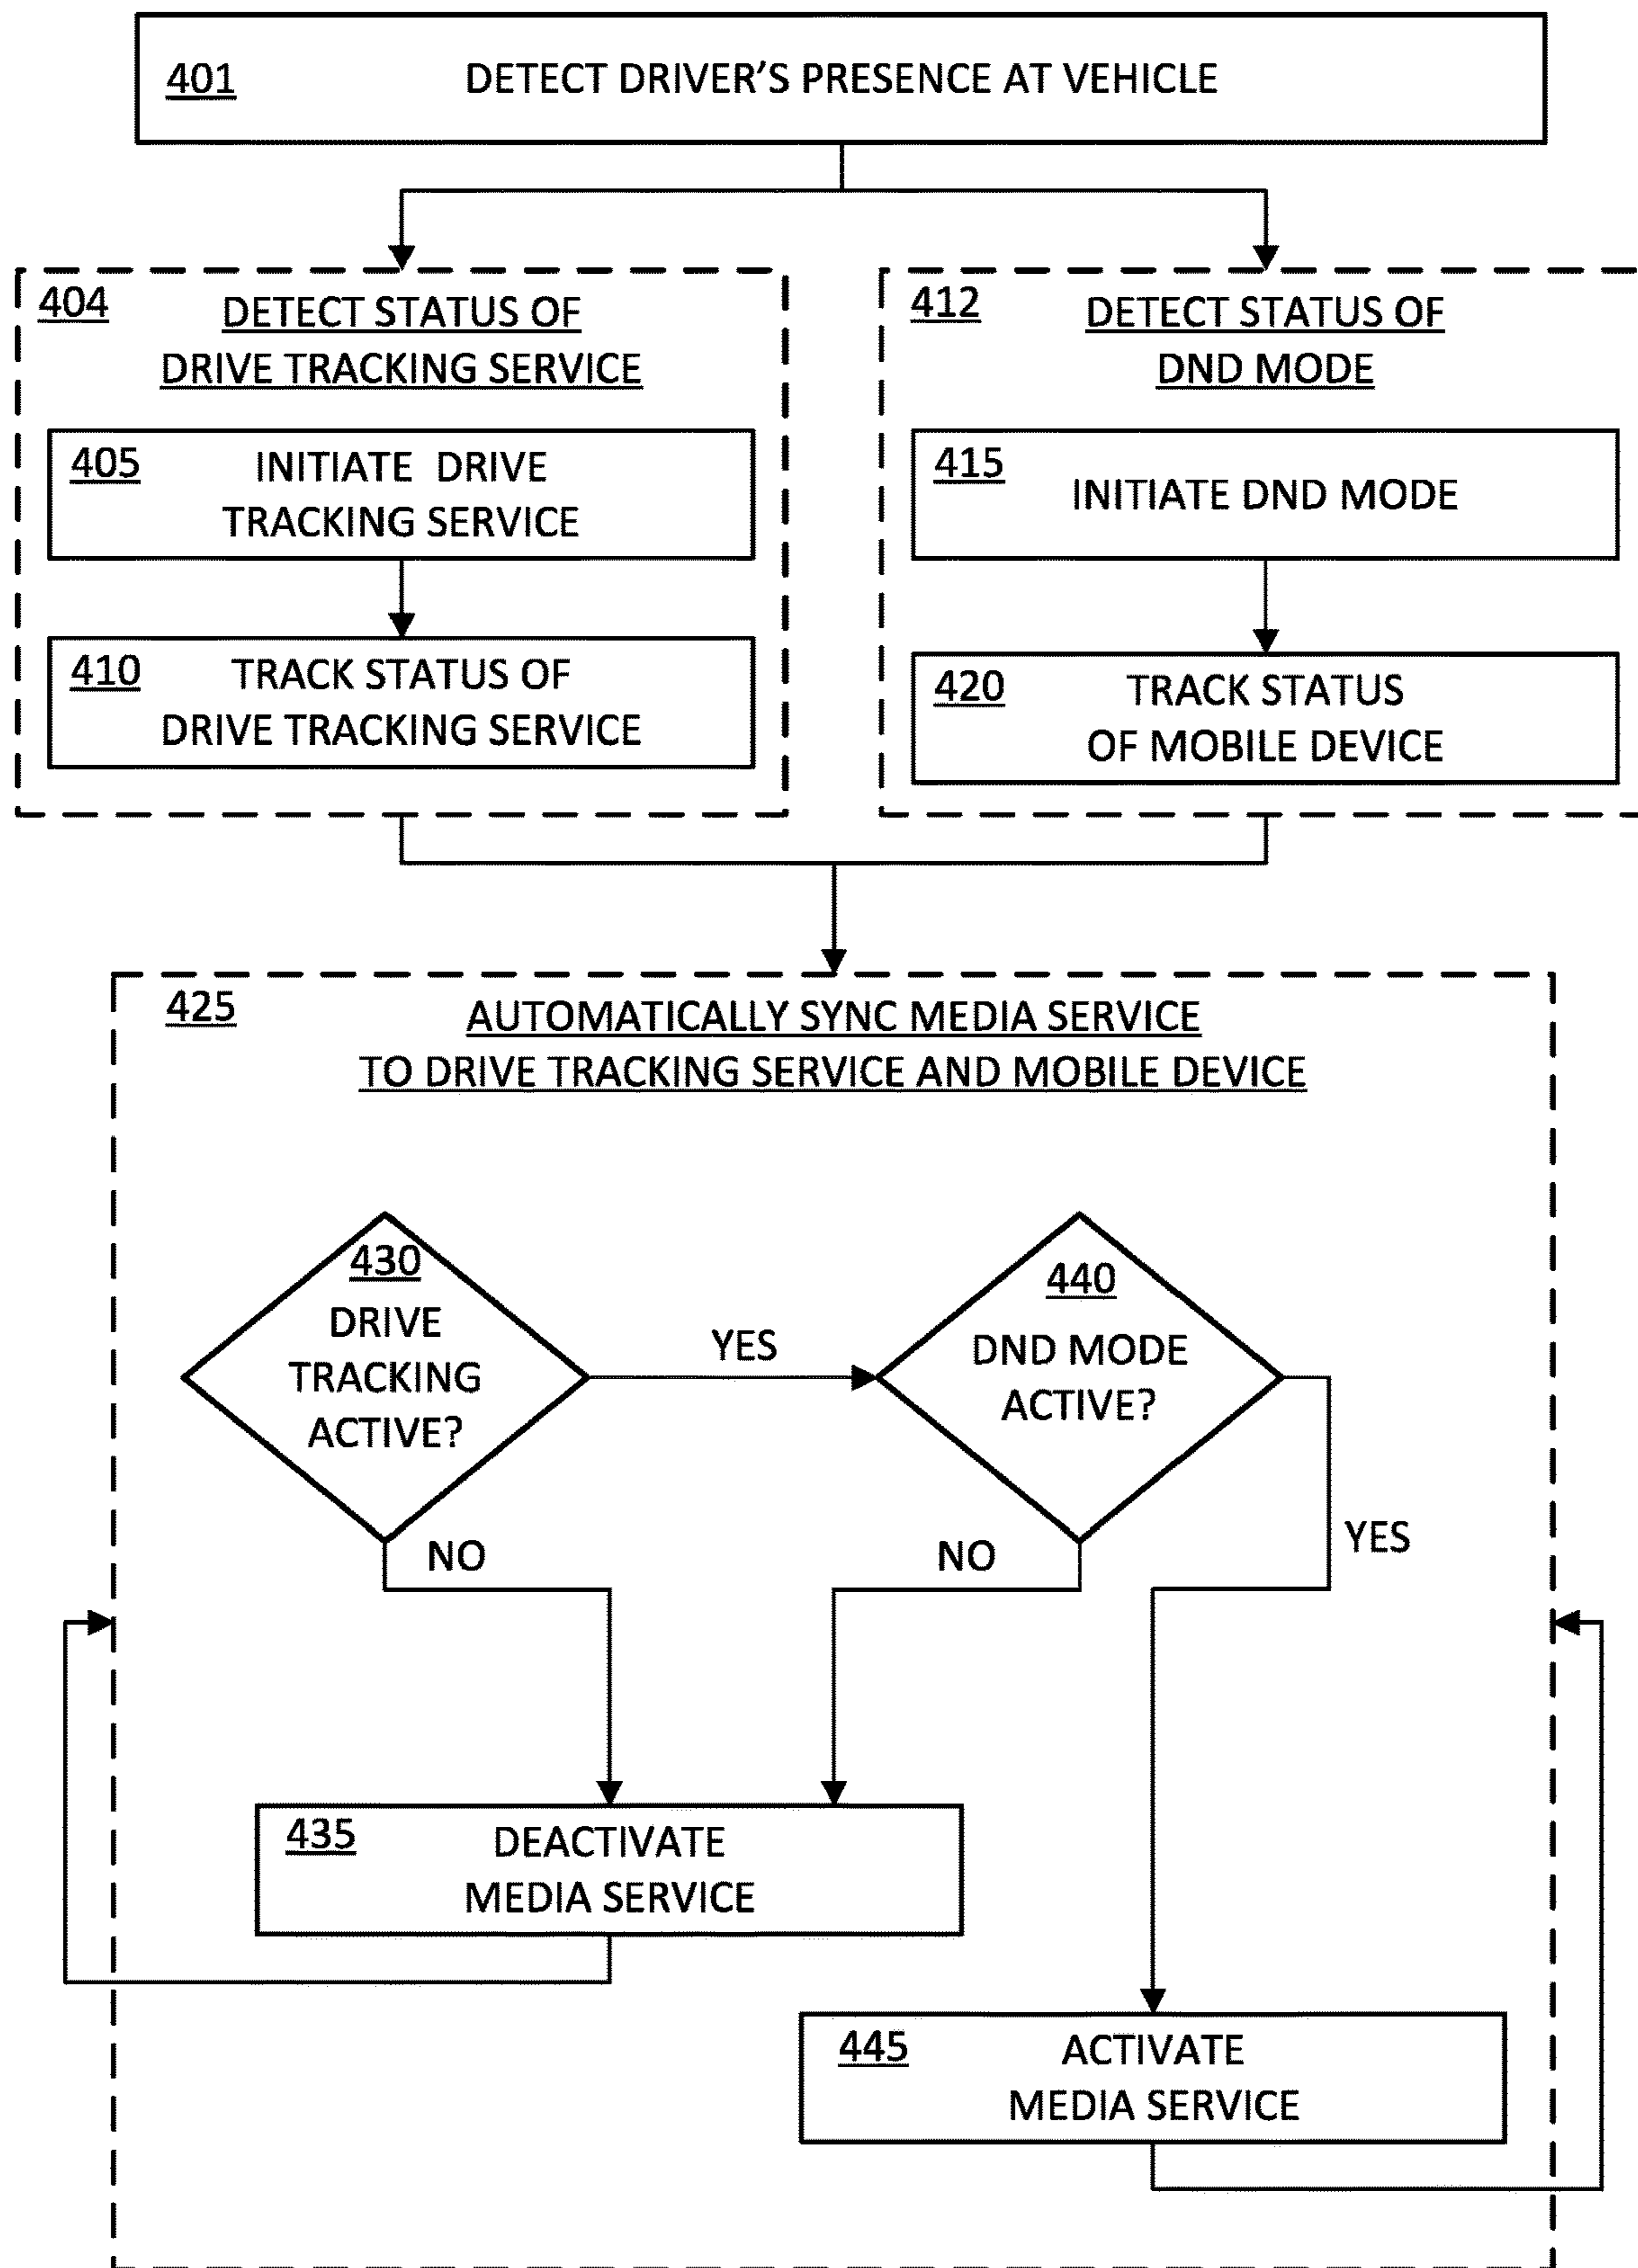 401 DETECT DRIVER'S PRESENCE AT VEHICLE
404 DETECT STATUS OF
DRIVE TRACKING SERVICE
405 INITIATE DRIVE
TRACKING SERVICE
410 TRACK STATUS OF
DRIVE TRACKING SERVICE
412 DETECT STATUS OF
DND MODE
415 INITIATE DND MODE
420 TRACK STATUS
OF MOBILE DEVICE
425 AUTOMATICALLY SYNC MEDIA SERVICE
TO DRIVE TRACKING SERVICE AND MOBILE DEVICE
430
DRIVE
TRACKING
ACTIVE?
YES
440
DND MODE
ACTIVE?
NO
NO
YES
435 DEACTIVATE
MEDIA SERVICE
445 ACTIVATE
MEDIA SERVICE